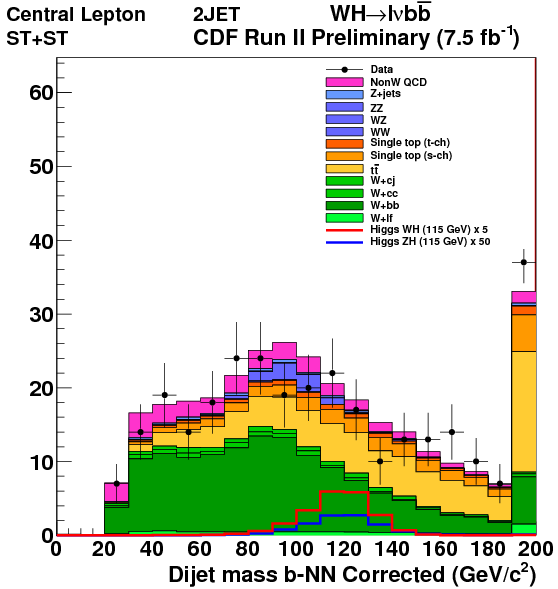 Central Lepton 2JET WH→lνbb̅
ST+ST CDF Run II Preliminary (7.5 fb⁻¹)
Data
NonW QCD
Z+jets
ZZ
WZ
WW
Single top (t-ch)
Single top (s-ch)
tt̅
W+cj
W+cc
W+bb
W+lf
Higgs WH (115 GeV) x 5
Higgs ZH (115 GeV) x 50
60
50
40
30
20
10
0
0 20 40 60 80 100 120 140 160 180 200
Dijet mass b-NN Corrected (GeV/c²)